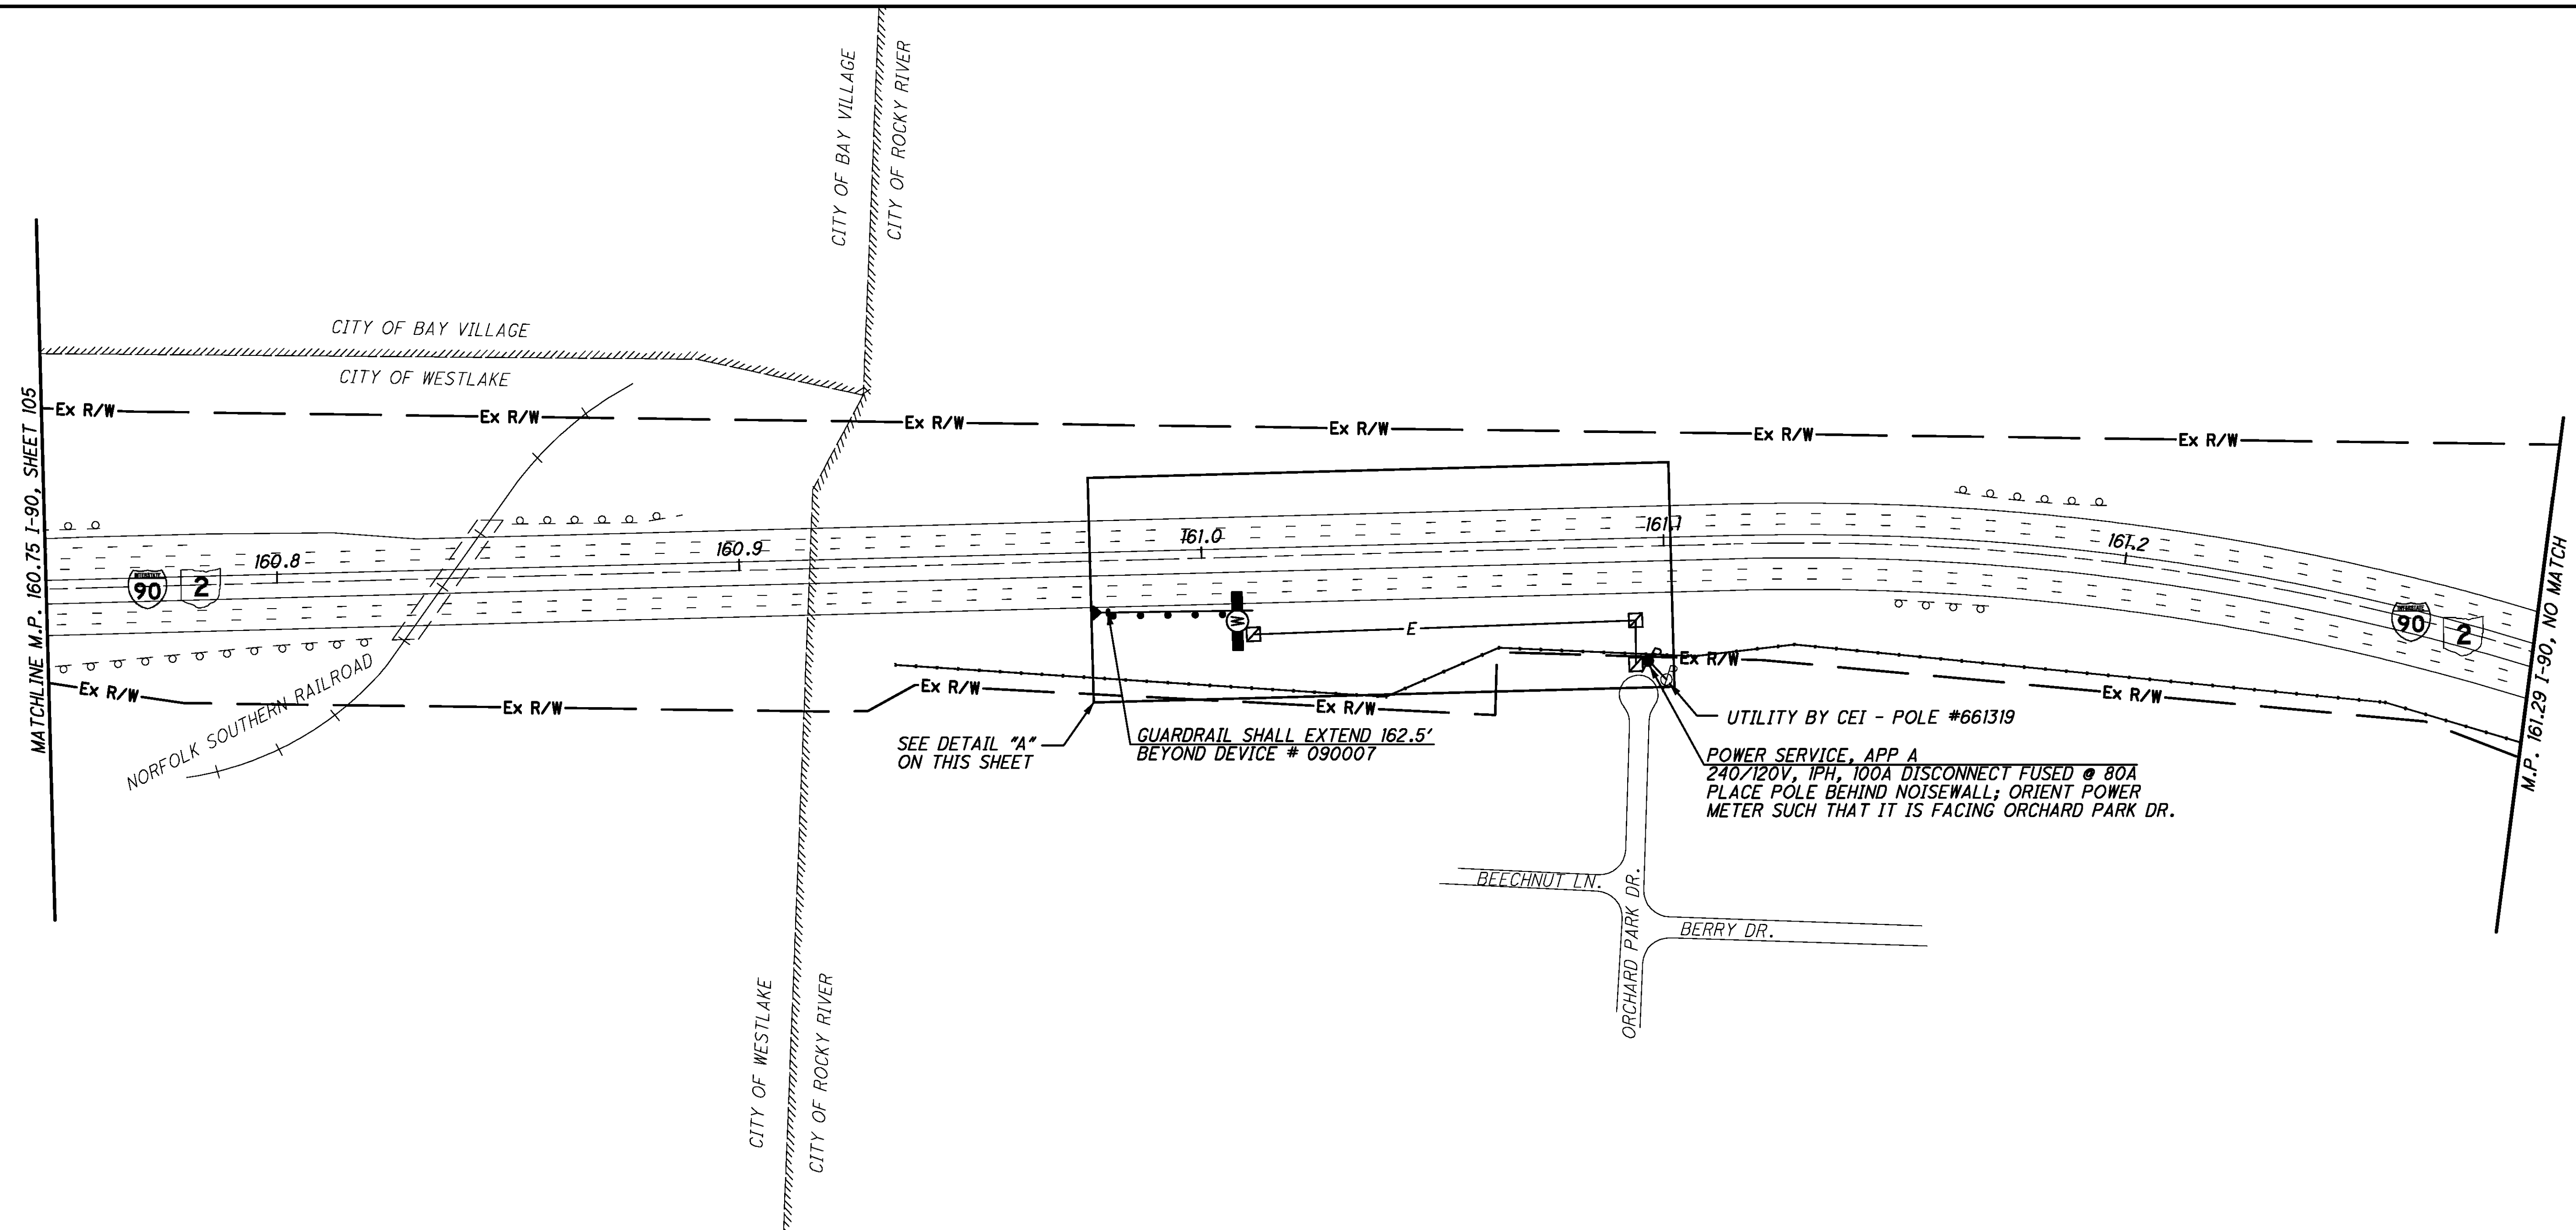 CITY OF BAY VILLAGE
CITY OF ROCKY RIVER
CITY OF BAY VILLAGE
CITY OF WESTLAKE
MATCHLINE M.P. 160.75 I-90, SHEET 105
Ex R/W
Ex R/W
Ex R/W
Ex R/W
Ex R/W
Ex R/W
161.0
161.1
161.2
160.9
160.8
INTERSTATE
90
2
90
2
W
E
M.P. 161.29 I-90, NO MATCH
NORFOLK SOUTHERN RAILROAD
Ex R/W
Ex R/W
Ex R/W
Ex R/W
Ex R/W
Ex R/W
SEE DETAIL "A"
ON THIS SHEET
GUARDRAIL SHALL EXTEND 162.5'
BEYOND DEVICE # 090007
UTILITY BY CEI - POLE #661319
POWER SERVICE, APP A
240/120V, 1PH, 100A DISCONNECT FUSED @ 80A
PLACE POLE BEHIND NOISEWALL; ORIENT POWER
METER SUCH THAT IT IS FACING ORCHARD PARK DR.
BEECHNUT LN.
ORCHARD PARK DR.
BERRY DR.
CITY OF WESTLAKE
CITY OF ROCKY RIVER